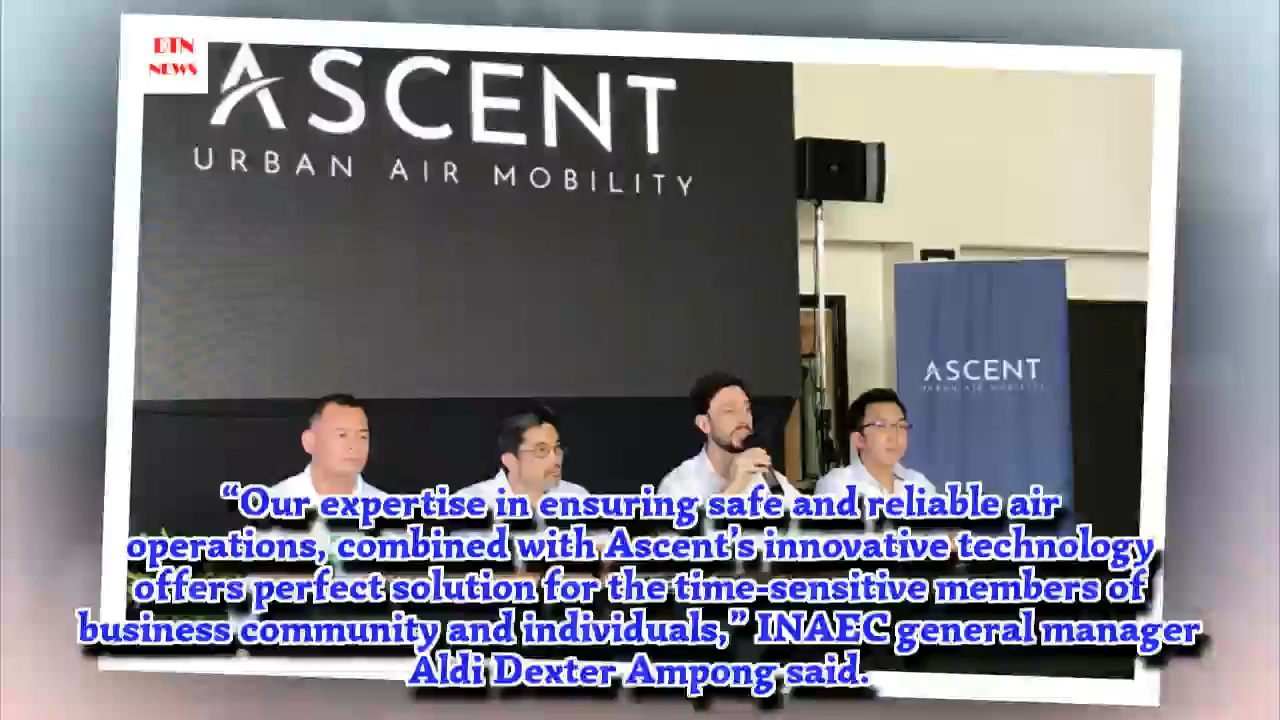 DTN
NEWS
ASCENT
URBAN AIR MOBILITY
ASCENT
URBAN AIR MOBILITY
“Our expertise in ensuring safe and reliable air
operations, combined with Ascent’s innovative technology
offers perfect solution for the time-sensitive members of
business community and individuals,” INAEC general manager
Aldi Dexter Ampong said.